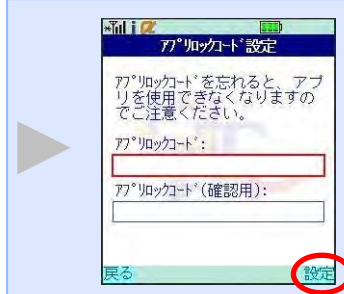 ｱﾌﾟﾘﾛｯｸｺｰﾄﾞ設定
ｱﾌﾟﾘﾛｯｸｺｰﾄﾞを忘れると、アプ
リを使用できなくなりますの
でご注意ください。
ｱﾌﾟﾘﾛｯｸｺｰﾄﾞ:
ｱﾌﾟﾘﾛｯｸｺｰﾄﾞ(確認用):
戻る 設定